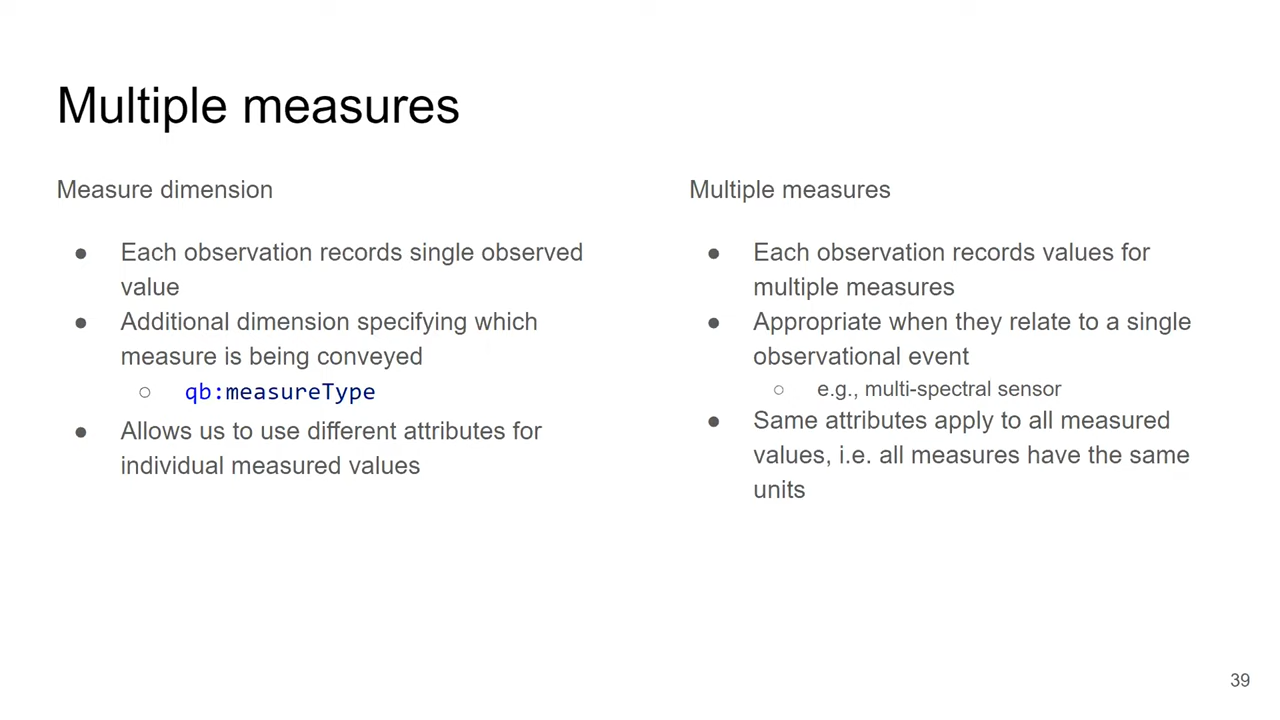 Multiple measures
Measure dimension
● Each observation records single observed
value
● Additional dimension specifying which
measure is being conveyed
○ qb:measureType
● Allows us to use different attributes for
individual measured values
Multiple measures
● Each observation records values for
multiple measures
● Appropriate when they relate to a single
observational event
○ e.g., multi-spectral sensor
● Same attributes apply to all measured
values, i.e. all measures have the same
units
39